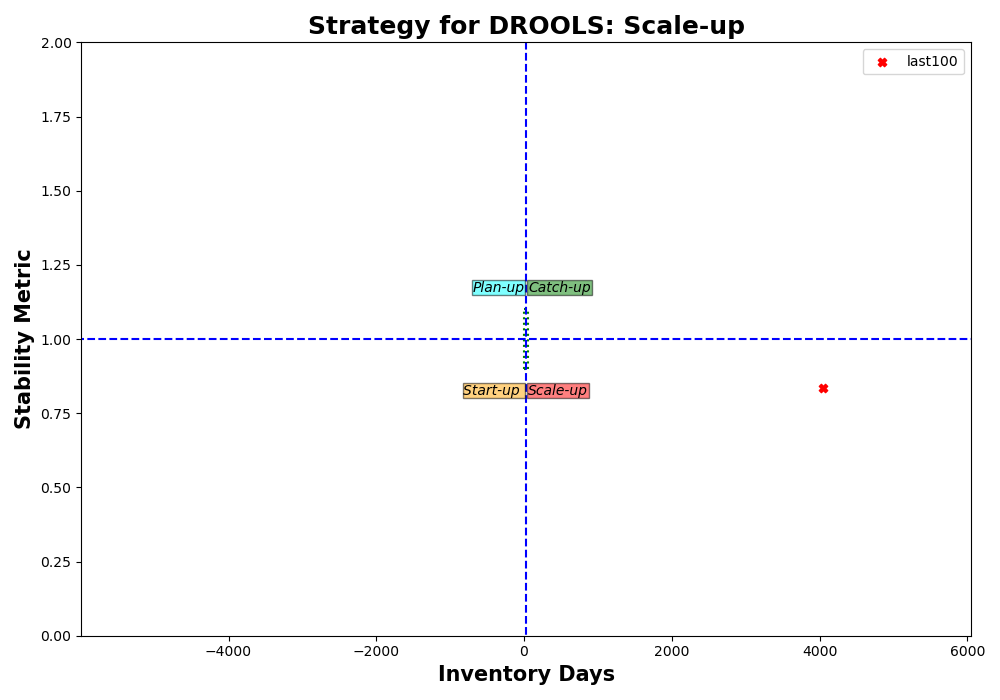 Strategy for DROOLS: Scale-up
last100
2.00
1.75
1.50
1.25
1.00
0.75
0.50
0.25
0.00
Stability Metric
Plan-up
Catch-up
Start-up
Scale-up
−4000
−2000
0
2000
4000
6000
Inventory Days